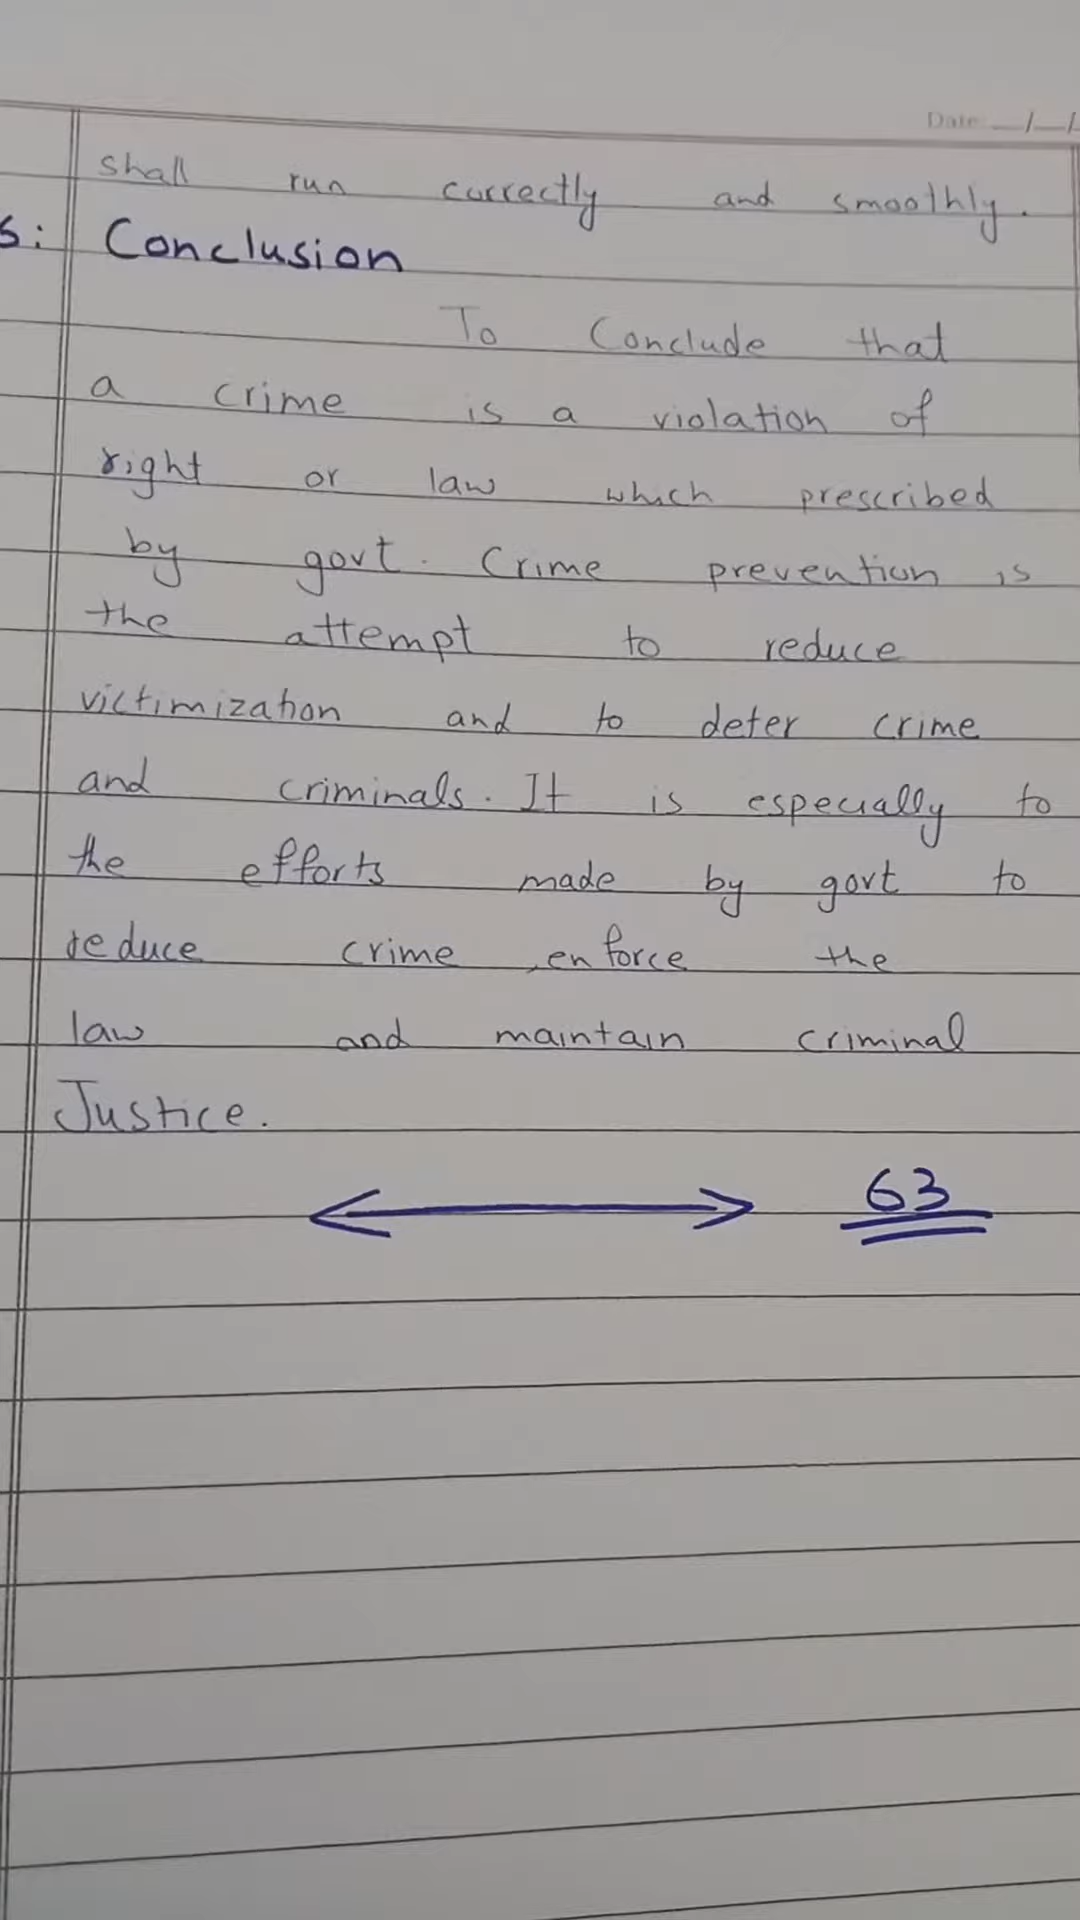 Date __/__/
shall run correctly and smoothly.
: Conclusion
To Conclude that
a crime is a violation of
right or law which prescribed
by govt. Crime prevention is
the attempt to reduce
victimization and to deter crime
and criminals. It is especially to
the efforts made by govt to
reduce crime, enforce the
law and maintain criminal
Justice.
63